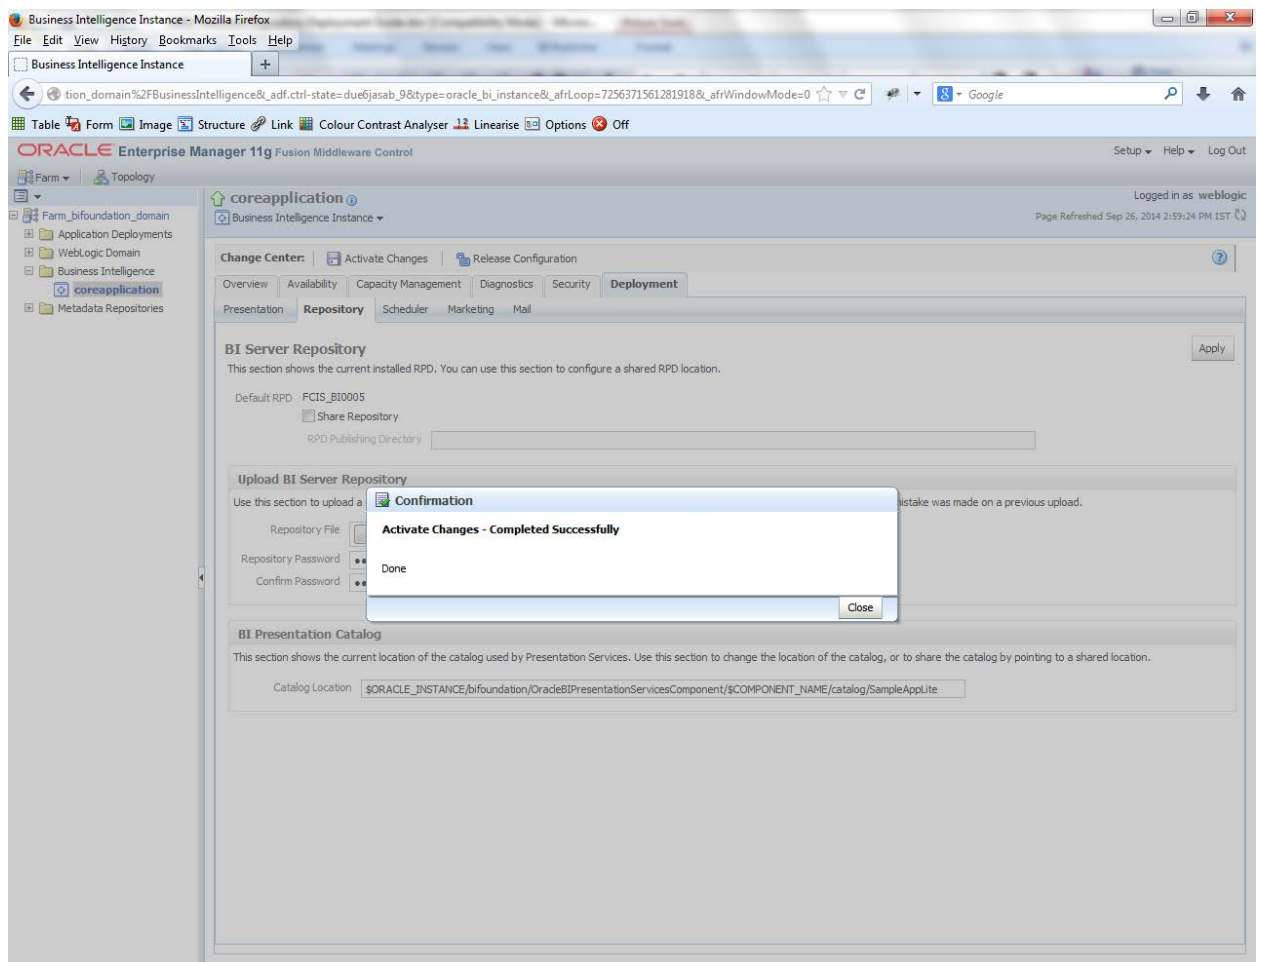 Business Intelligence Instance - Mozilla Firefox
File Edit View History Bookmarks Tools Help
Business Intelligence Instance +
tion_domain%2FBusinessIntelligence&_adf.ctrl-state=due6jasab_9&type=oracle_bi_instance&_afrLoop=7256371561281918&_afrWindowMode=0 Google
Table Form Image Structure Link Colour Contrast Analyser Linearise Options Off
ORACLE Enterprise Manager 11g Fusion Middleware Control Setup Help Log Out
Farm Topology
coreapplication Logged in as weblogic
Farm_bifoundation_domain Business Intelligence Instance Page Refreshed Sep 26, 2014 2:59:24 PM IST
Application Deployments
WebLogic Domain
Business Intelligence
coreapplication
Metadata Repositories
Change Center: Activate Changes Release Configuration
Overview Availability Capacity Management Diagnostics Security Deployment
Presentation Repository Scheduler Marketing Mail
BI Server Repository Apply
This section shows the current installed RPD. You can use this section to configure a shared RPD location.
Default RPD FCIS_BI0005
Share Repository
RPD Publishing Directory
Upload BI Server Repository
Use this section to upload a
istake was made on a previous upload.
Repository File
Repository Password
Confirm Password
Confirmation
Activate Changes - Completed Successfully
Done
Close
BI Presentation Catalog
This section shows the current location of the catalog used by Presentation Services. Use this section to change the location of the catalog, or to share the catalog by pointing to a shared location.
Catalog Location $ORACLE_INSTANCE/bifoundation/OracleBIPresentationServicesComponent/$COMPONENT_NAME/catalog/SampleAppLite